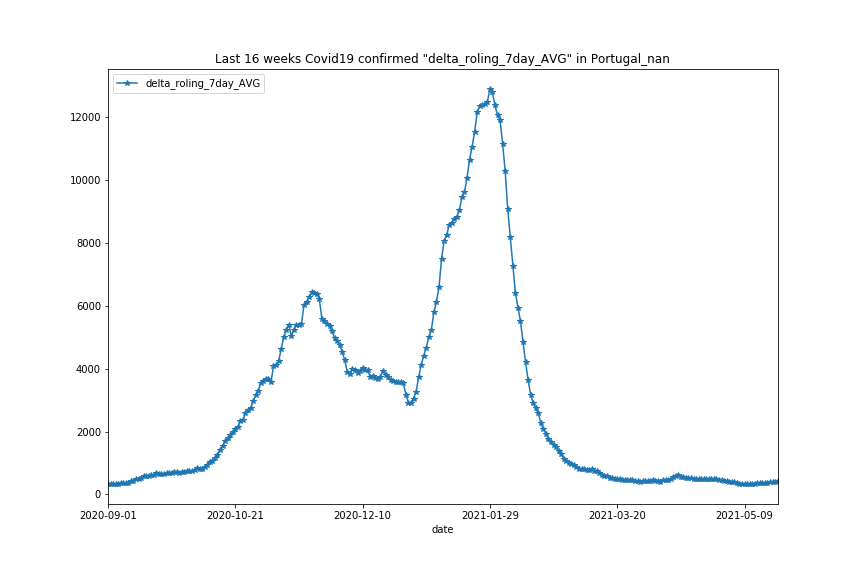 Last 16 weeks Covid19 confirmed "delta_roling_7day_AVG" in Portugal_nan
delta_roling_7day_AVG
12000
10000
8000
6000
4000
2000
0
2020-09-01 2020-10-21 2020-12-10 2021-01-29 2021-03-20 2021-05-09
date